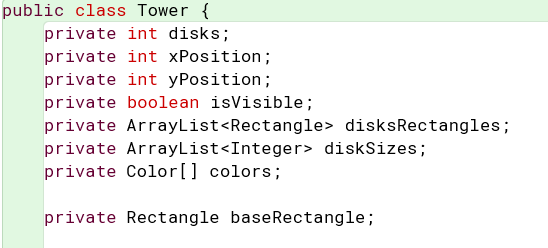 public class Tower {
private int disks;
private int xPosition;
private int yPosition;
private boolean isVisible;
private ArrayList<Rectangle> disksRectangles;
private ArrayList<Integer> diskSizes;
private Color[] colors;
private Rectangle baseRectangle;